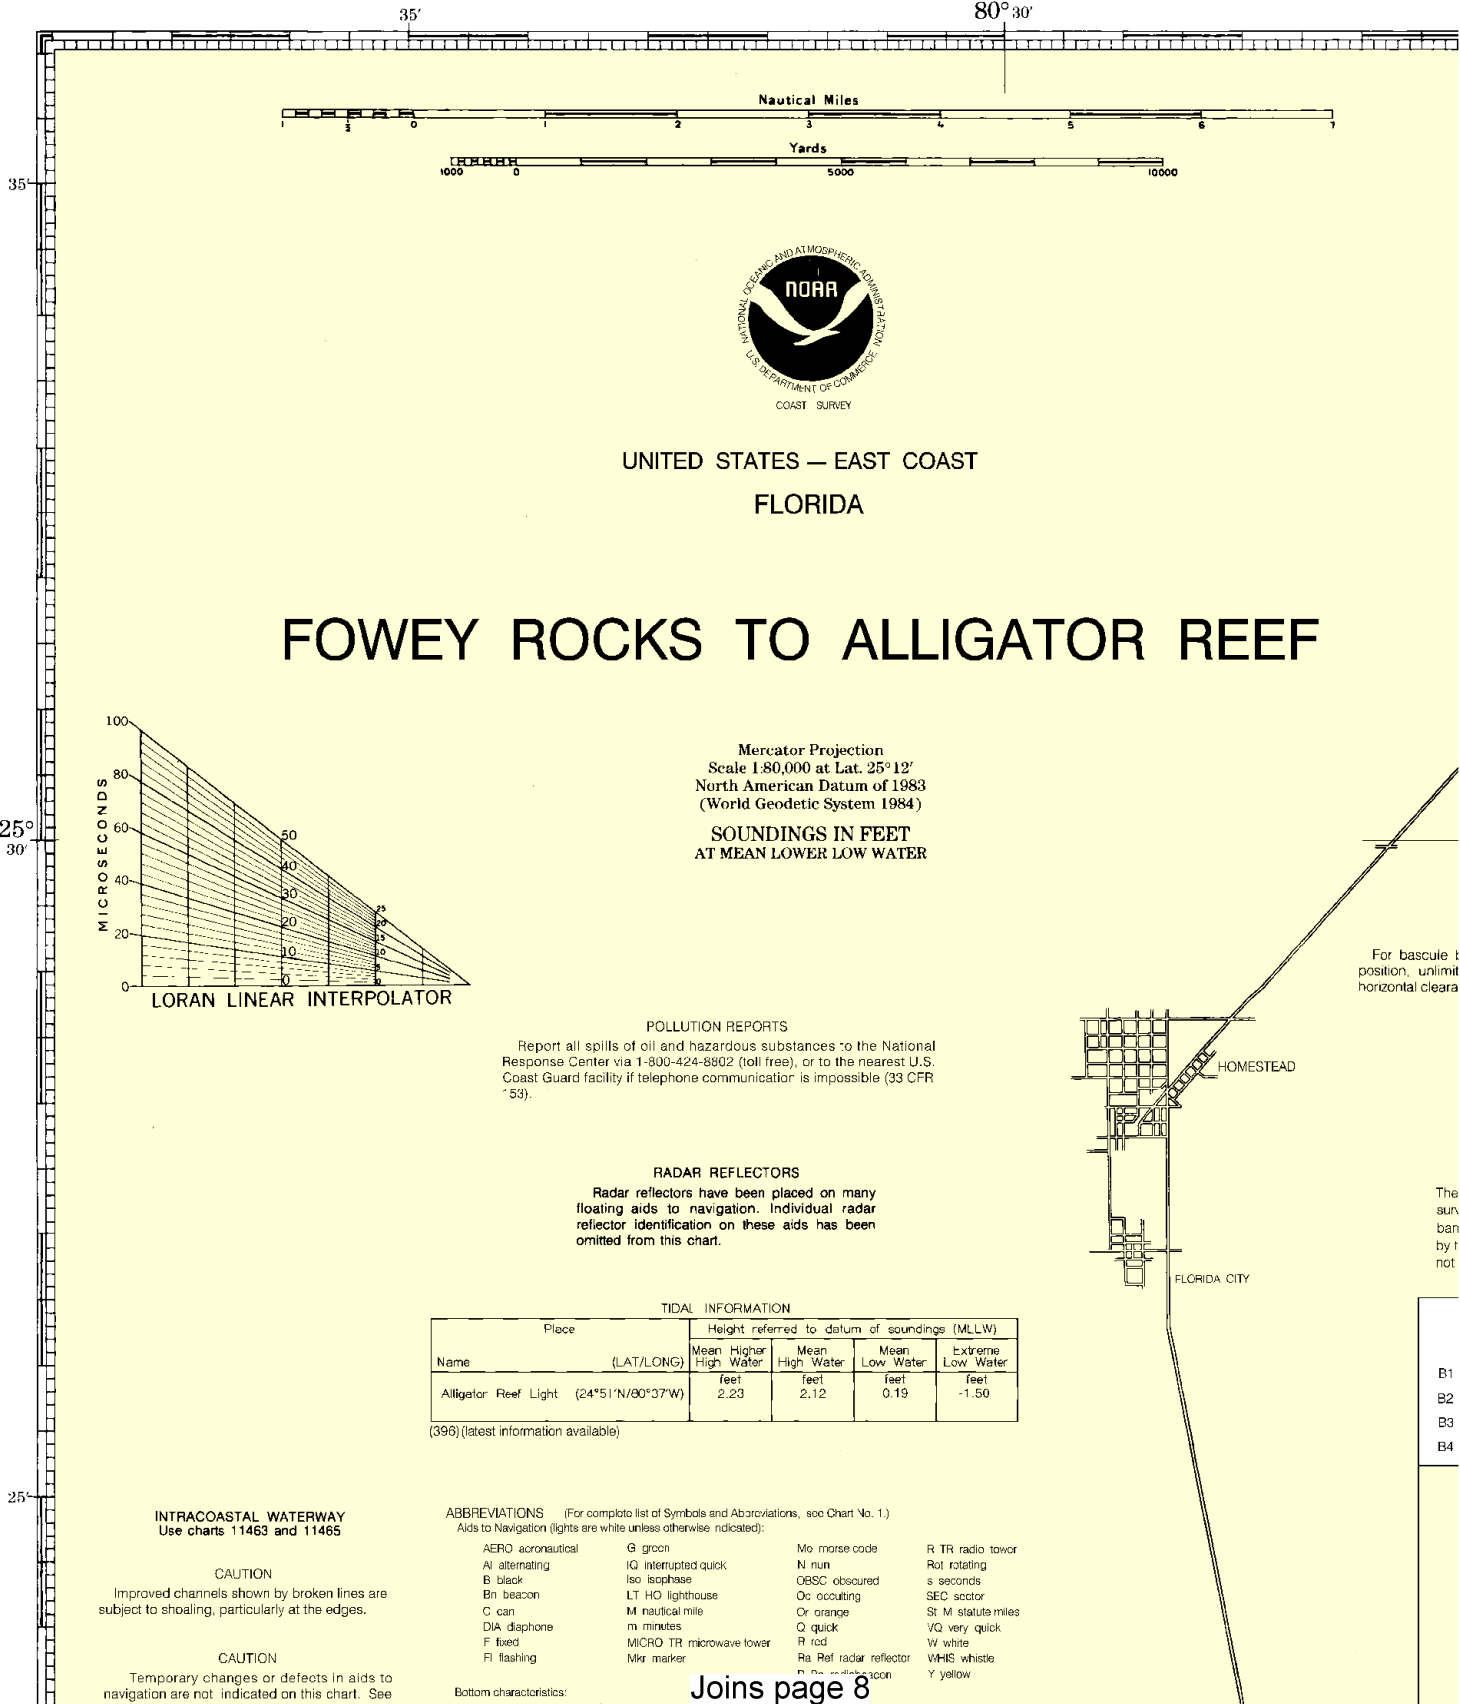 35′
80° 30′
Nautical Miles
1 ½ 0 1 2 3 4 5 6 7
Yards
1000 0 5000 10000
35′
NATIONAL OCEANIC AND ATMOSPHERIC ADMINISTRATION
NOAA
U.S. DEPARTMENT OF COMMERCE
COAST SURVEY
UNITED STATES — EAST COAST
FLORIDA
FOWEY ROCKS TO ALLIGATOR REEF
Mercator Projection
Scale 1:80,000 at Lat. 25°12′
North American Datum of 1983
(World Geodetic System 1984)
SOUNDINGS IN FEET
AT MEAN LOWER LOW WATER
25°
30′
MICROSECONDS
100
80
60
40
20
0
50
40
30
20
10
0
25
20
15
10
5
0
LORAN LINEAR INTERPOLATOR
For bascule
position, unlimit
horizontal cleara
POLLUTION REPORTS
Report all spills of oil and hazardous substances to the National
Response Center via 1-800-424-8802 (toll free), or to the nearest U.S.
Coast Guard facility if telephone communication is impossible (33 CFR
153).
HOMESTEAD
RADAR REFLECTORS
Radar reflectors have been placed on many
floating aids to navigation. Individual radar
reflector identification on these aids has been
omitted from this chart.
The
surv
ban
by t
not
FLORIDA CITY
TIDAL INFORMATION
Place Height referred to datum of soundings (MLLW)
Name (LAT/LONG) Mean Higher High Water Mean High Water Mean Low Water Extreme Low Water
feet feet feet feet
Alligator Reef Light (24°51′N/80°37′W) 2.23 2.12 0.19 -1.50
(396) (latest information available)
B1
B2
B3
B4
25′
INTRACOASTAL WATERWAY
Use charts 11463 and 11465
CAUTION
Improved channels shown by broken lines are
subject to shoaling, particularly at the edges.
CAUTION
Temporary changes or defects in aids to
navigation are not indicated on this chart. See
ABBREVIATIONS (For complete list of Symbols and Abbreviations, see Chart No. 1.)
Aids to Navigation (lights are white unless otherwise indicated):
AERO aeronautical G green Mo morse code R TR radio tower
Al alternating IQ interrupted quick N nun Rot rotating
B black Iso isophase OBSC obscured s seconds
Bn beacon LT HO lighthouse Oc occulting SEC sector
C can M nautical mile Or orange St M statute miles
DIA diaphone m minutes Q quick VQ very quick
F fixed MICRO TR microwave tower R red W white
Fl flashing Mkr marker Ra Ref radar reflector WHIS whistle
R Bn radiobeacon Y yellow
Bottom characteristics:
Joins page 8